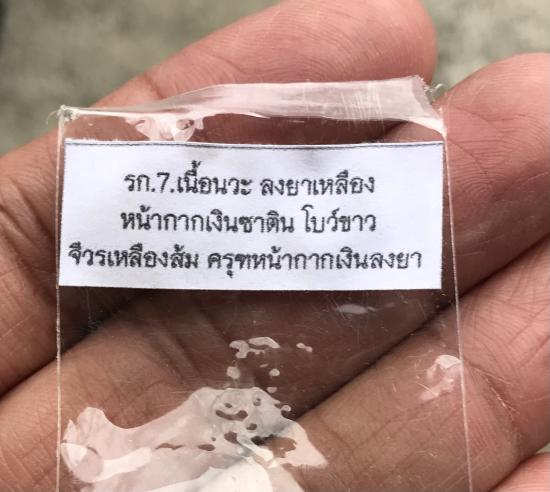 รก.7.เนื้อนวะ ลงยาเหลือง
หน้ากากเงินซาติน โบว์ขาว
จีวรเหลืองส้ม ครุฑหน้ากากเงินลงยา